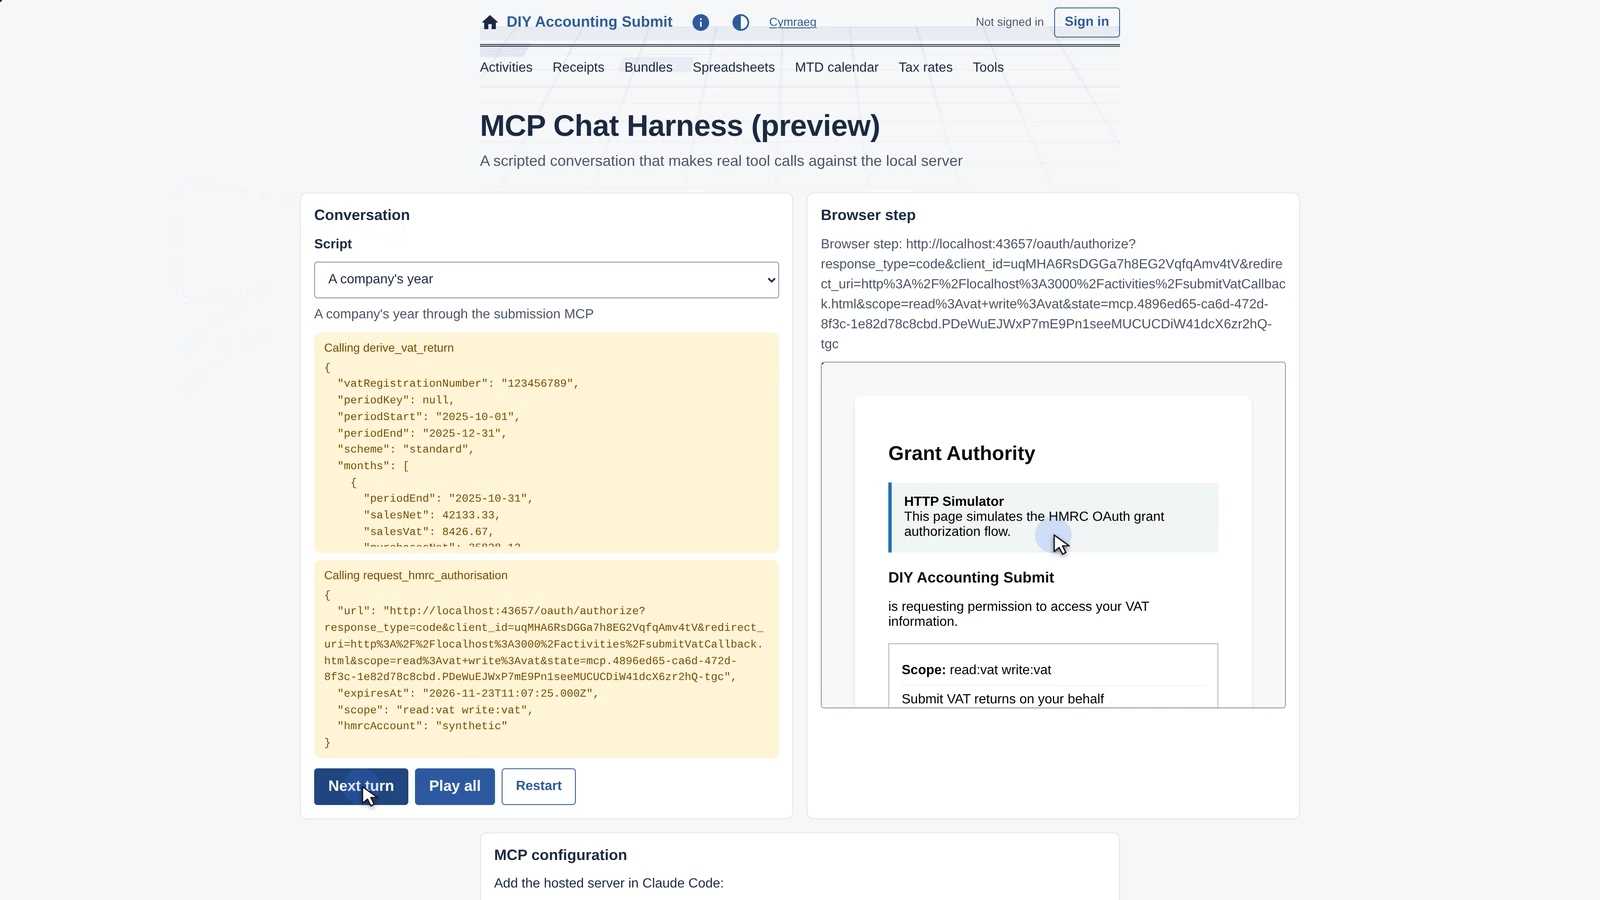 DIY Accounting Submit
Cymraeg
Not signed in
Sign in
Activities
Receipts
Bundles
Spreadsheets
MTD calendar
Tax rates
Tools
MCP Chat Harness (preview)
A scripted conversation that makes real tool calls against the local server
Conversation
Script
A company's year
A company's year through the submission MCP
Calling derive_vat_return
{
"vatRegistrationNumber": "123456789",
"periodKey": null,
"periodStart": "2025-10-01",
"periodEnd": "2025-12-31",
"scheme": "standard",
"months": [
{
"periodEnd": "2025-10-31",
"salesNet": 42133.33,
"salesVat": 8426.67,
Calling request_hmrc_authorisation
{
"url": "http://localhost:43657/oauth/authorize?
response_type=code&client_id=uqMHA6RsDGGa7h8EG2VqfqAmv4tV&redirect_
uri=http%3A%2F%2Flocalhost%3A3000%2Factivities%2FsubmitVatCallback.
html&scope=read%3Avat+write%3Avat&state=mcp.4896ed65-ca6d-472d-
8f3c-1e82d78c8cbd.PDeWuEJWxP7mE9Pn1seeMUCUCDiW41dcX6zr2hQ-tgc",
"expiresAt": "2026-11-23T11:07:25.000Z",
"scope": "read:vat write:vat",
"hmrcAccount": "synthetic"
}
Next turn
Play all
Restart
Browser step
Browser step: http://localhost:43657/oauth/authorize?
response_type=code&client_id=uqMHA6RsDGGa7h8EG2VqfqAmv4tV&redire
ct_uri=http%3A%2F%2Flocalhost%3A3000%2Factivities%2FsubmitVatCallbac
k.html&scope=read%3Avat+write%3Avat&state=mcp.4896ed65-ca6d-472d-
8f3c-1e82d78c8cbd.PDeWuEJWxP7mE9Pn1seeMUCUCDiW41dcX6zr2hQ-
tgc
Grant Authority
HTTP Simulator
This page simulates the HMRC OAuth grant
authorization flow.
DIY Accounting Submit
is requesting permission to access your VAT
information.
Scope: read:vat write:vat
Submit VAT returns on your behalf
MCP configuration
Add the hosted server in Claude Code: